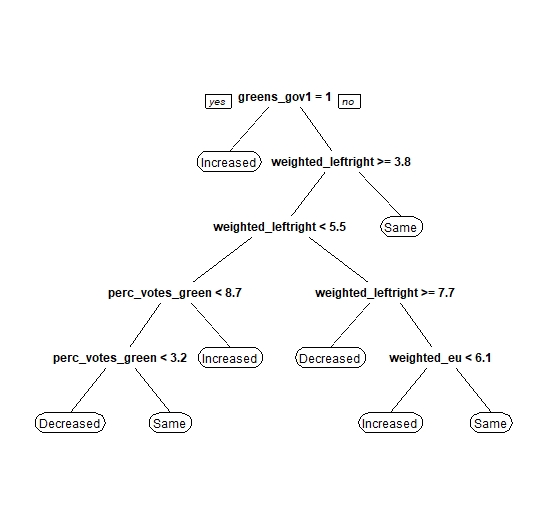 yes greens_gov1 = 1 no
Increased weighted_leftright >= 3.8
weighted_leftright < 5.5 Same
perc_votes_green < 8.7 weighted_leftright >= 7.7
perc_votes_green < 3.2 Increased Decreased weighted_eu < 6.1
Decreased Same Increased Same